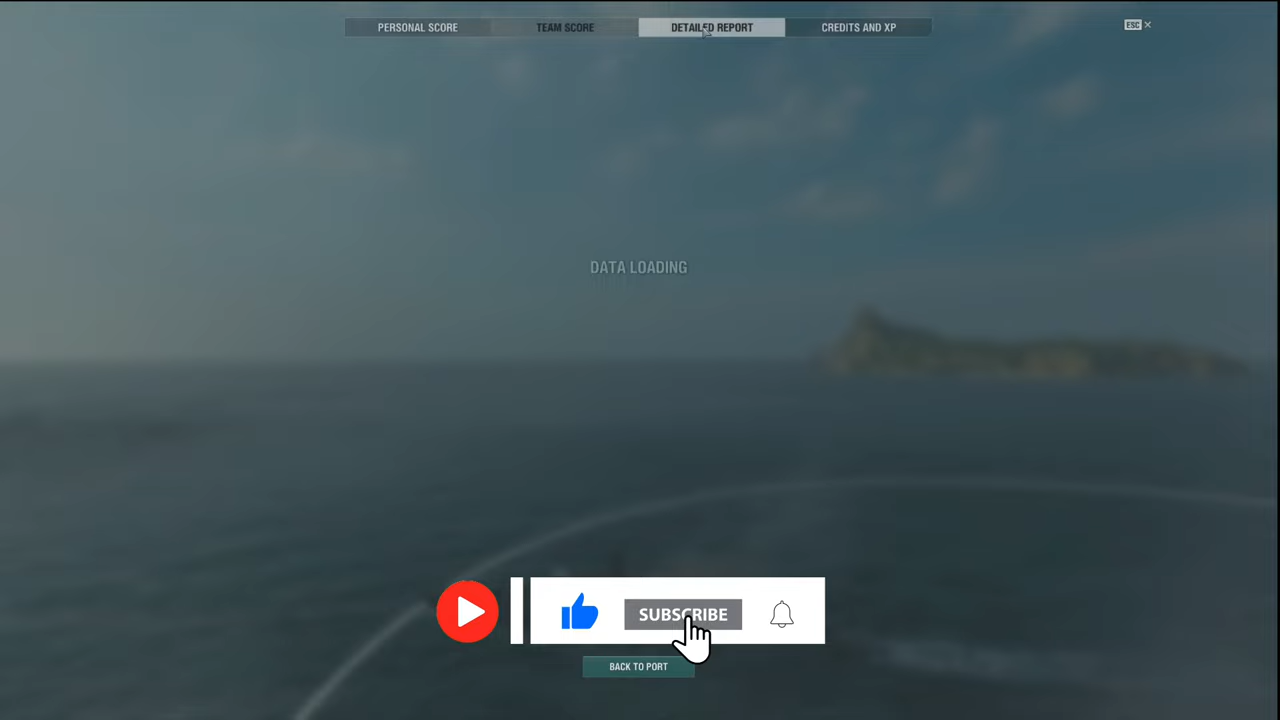 PERSONAL SCORE
TEAM SCORE
DETAILED REPORT
CREDITS AND XP
ESC
DATA LOADING
SUBSCRIBE
BACK TO PORT